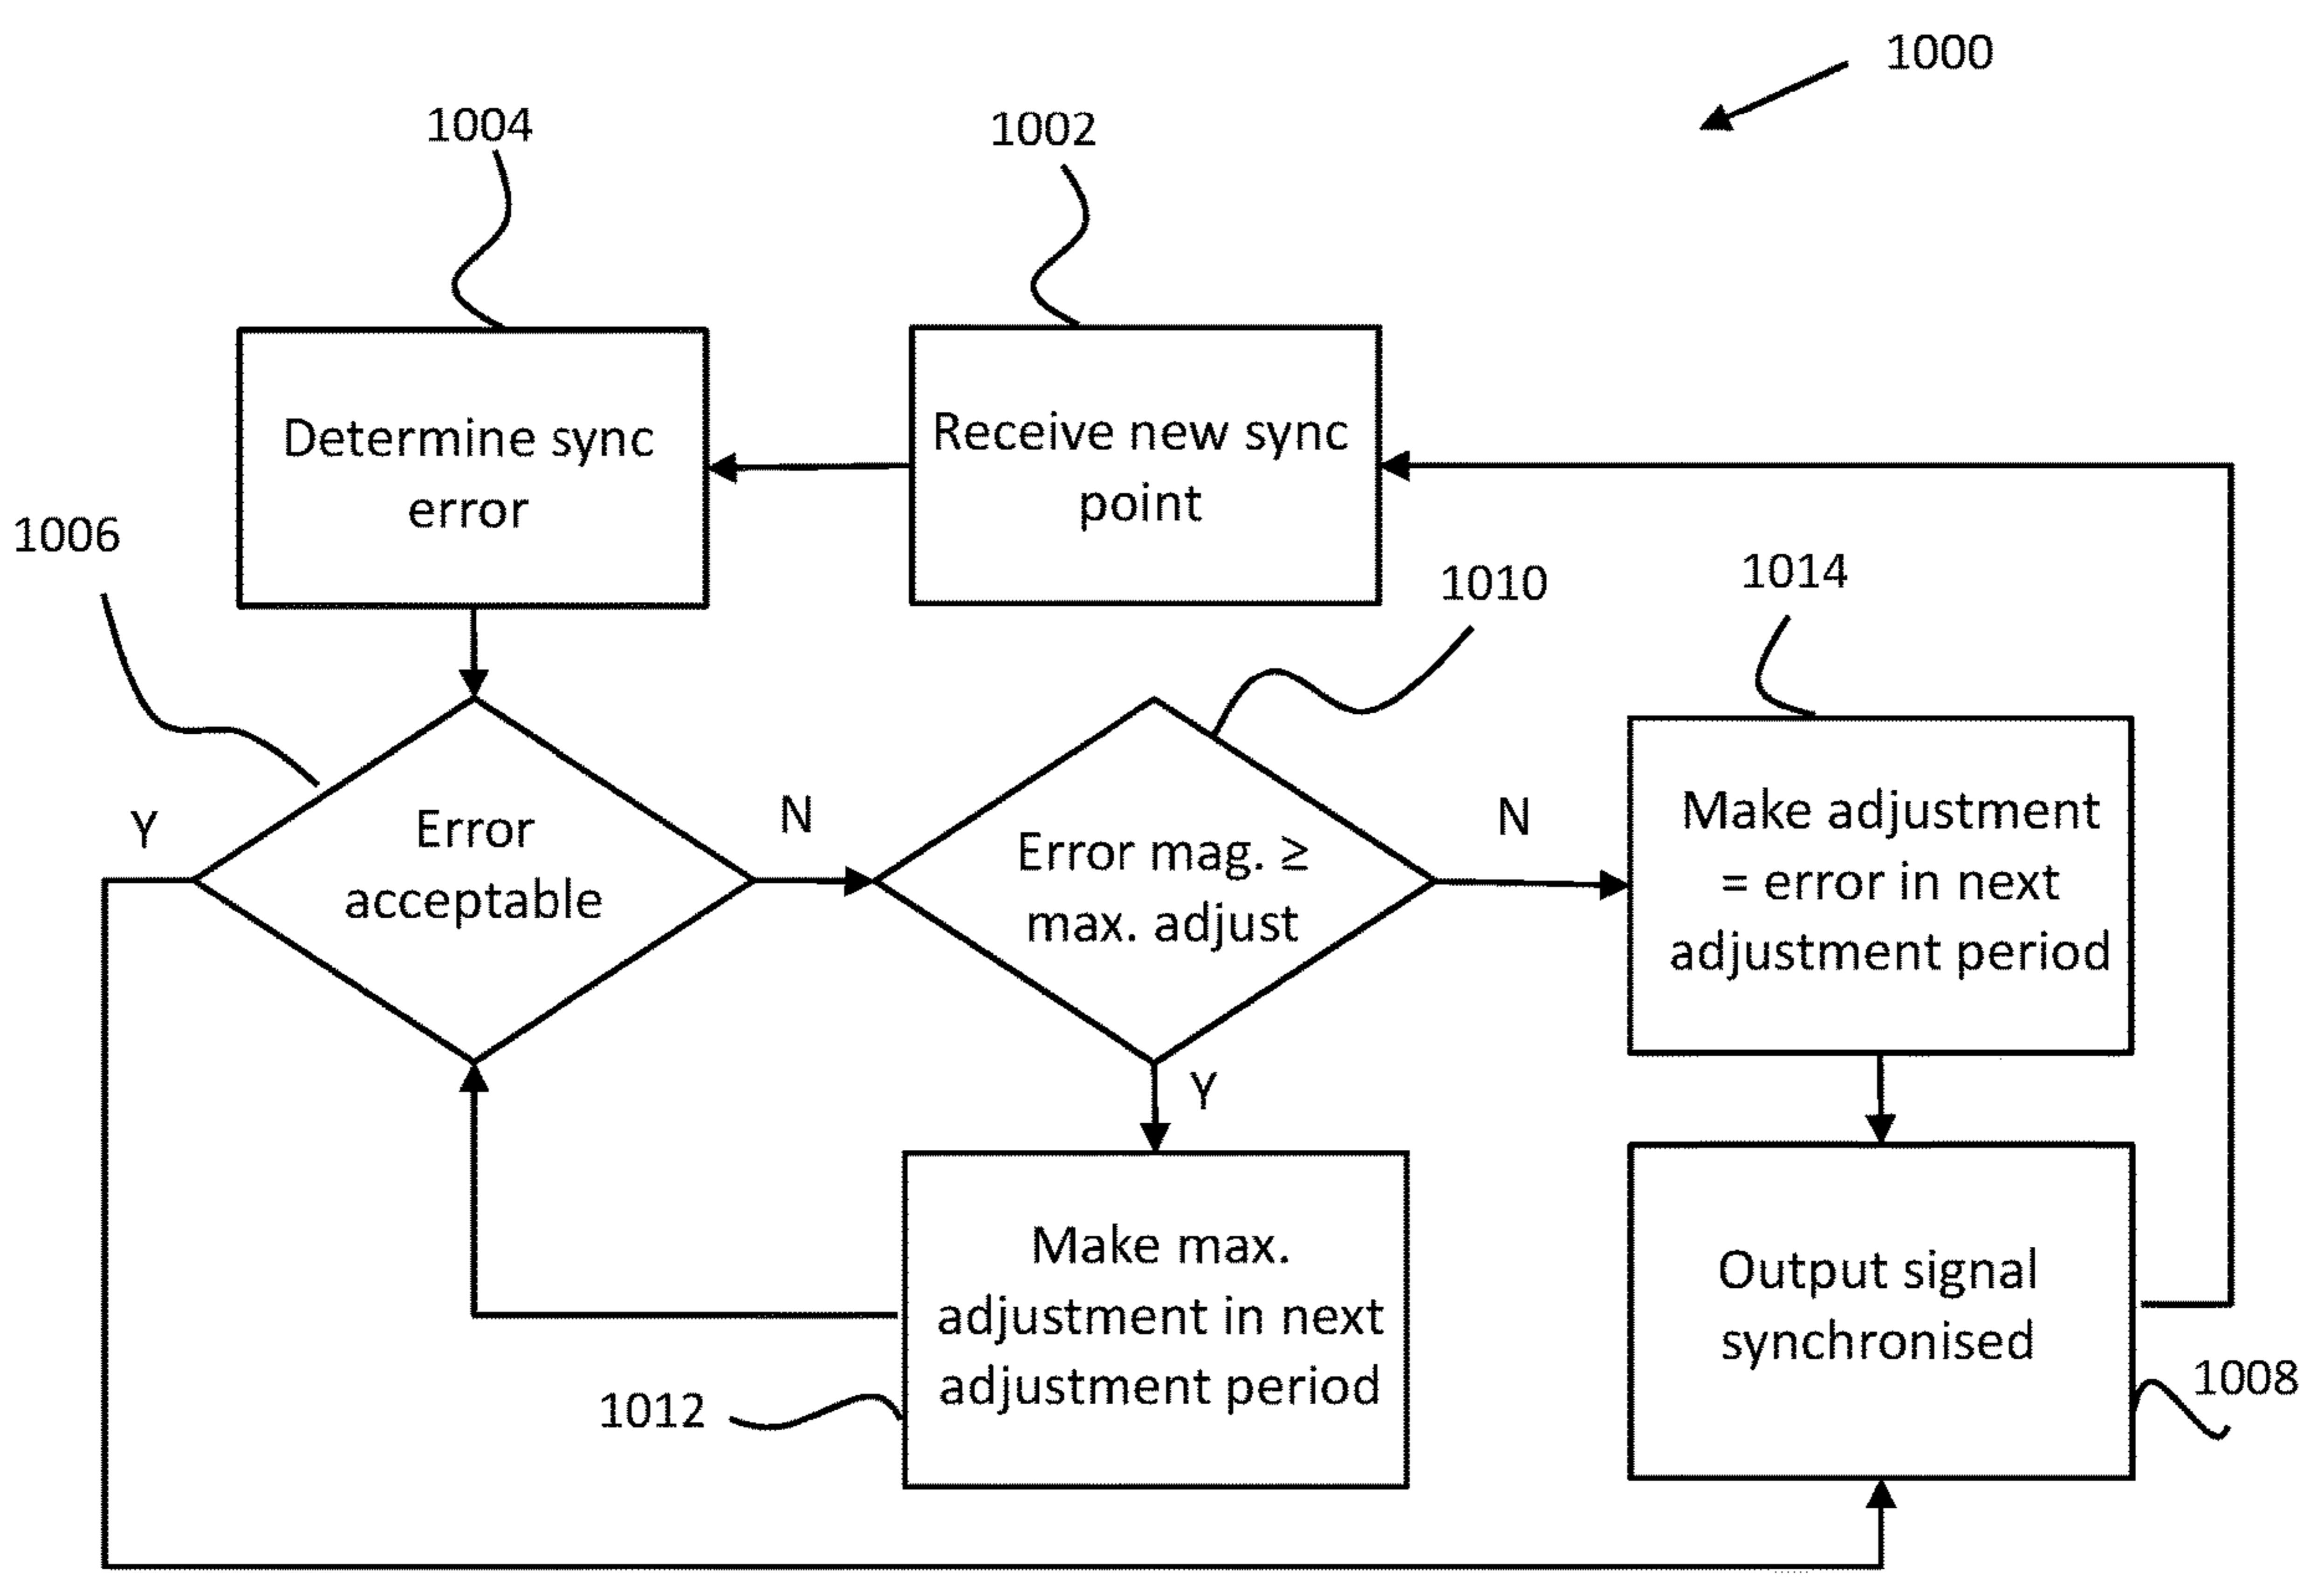 1000
1004
1002
Determine sync
error
Receive new sync
point
1006
1010
1014
Y
Error
acceptable
N
Error mag. ≥
max. adjust
N
Make adjustment
= error in next
adjustment period
Y
Make max.
adjustment in next
adjustment period
1012
Output signal
synchronised
1008